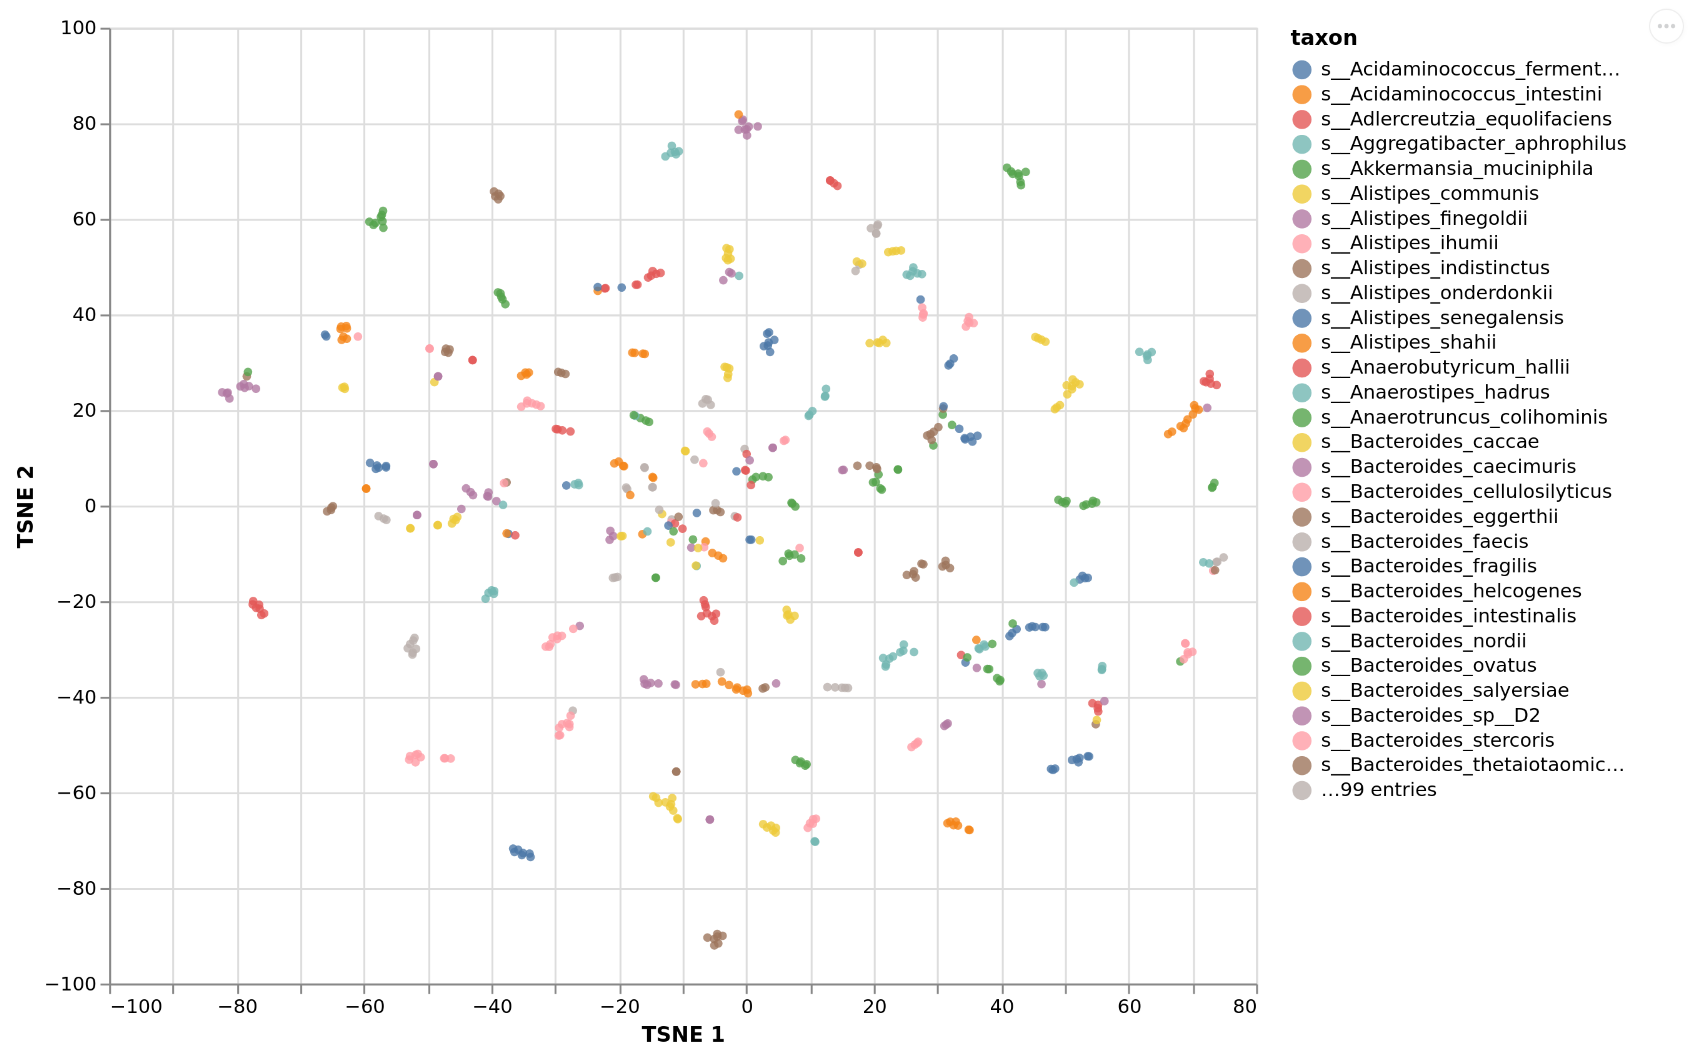 taxon
s__Acidaminococcus_ferment…
s__Acidaminococcus_intestini
s__Adlercreutzia_equolifaciens
s__Aggregatibacter_aphrophilus
s__Akkermansia_muciniphila
s__Alistipes_communis
s__Alistipes_finegoldii
s__Alistipes_ihumii
s__Alistipes_indistinctus
s__Alistipes_onderdonkii
s__Alistipes_senegalensis
s__Alistipes_shahii
s__Anaerobutyricum_hallii
s__Anaerostipes_hadrus
s__Anaerotruncus_colihominis
s__Bacteroides_caccae
s__Bacteroides_caecimuris
s__Bacteroides_cellulosilyticus
s__Bacteroides_eggerthii
s__Bacteroides_faecis
s__Bacteroides_fragilis
s__Bacteroides_helcogenes
s__Bacteroides_intestinalis
s__Bacteroides_nordii
s__Bacteroides_ovatus
s__Bacteroides_salyersiae
s__Bacteroides_sp__D2
s__Bacteroides_stercoris
s__Bacteroides_thetaiotaomic…
…99 entries
100
80
60
40
20
0
−20
−40
−60
−80
−100
TSNE 2
−100 −80 −60 −40 −20 0 20 40 60 80
TSNE 1